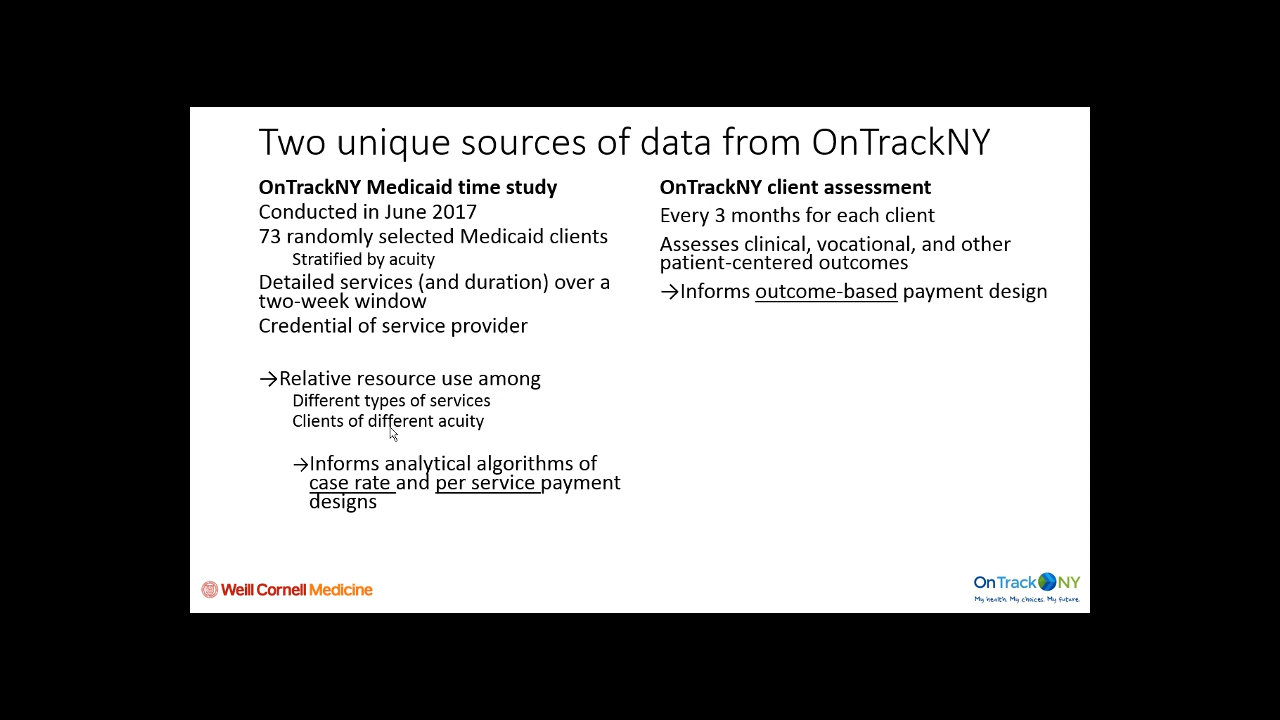 Two unique sources of data from OnTrackNY
OnTrackNY Medicaid time study
Conducted in June 2017
73 randomly selected Medicaid clients
Stratified by acuity
Detailed services (and duration) over a
two-week window
Credential of service provider
→Relative resource use among
Different types of services
Clients of different acuity
→Informs analytical algorithms of
case rate and per service payment
designs
OnTrackNY client assessment
Every 3 months for each client
Assesses clinical, vocational, and other
patient-centered outcomes
→Informs outcome-based payment design
Weill Cornell Medicine
OnTrack NY
My health. My choices. My future.